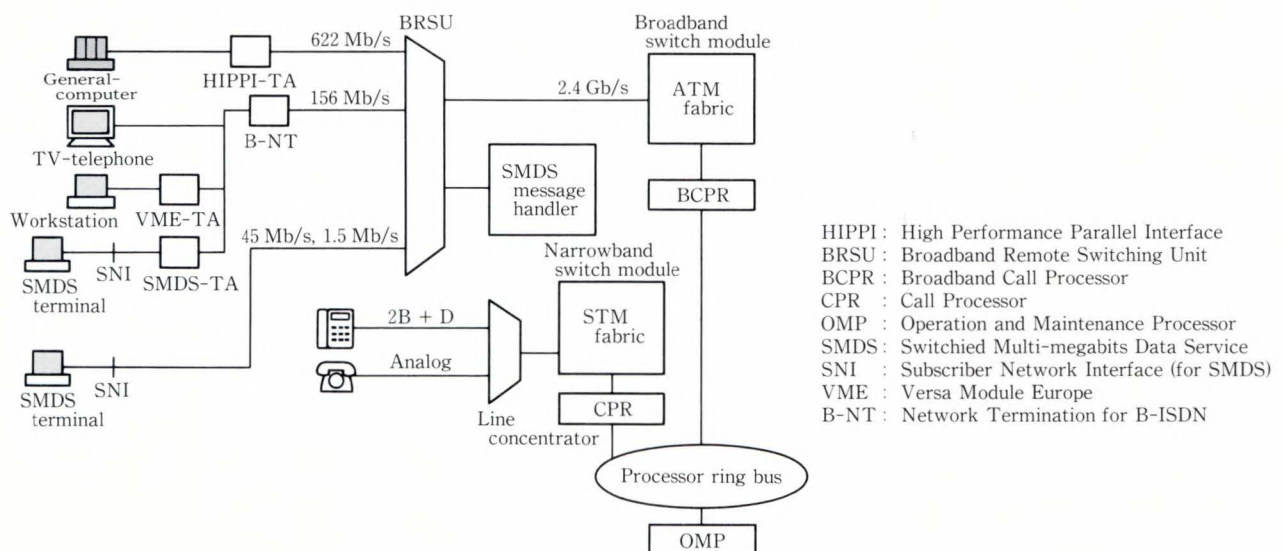 BRSU
Broadband
switch module
622 Mb/s
General-
computer
HIPPI-TA
2.4 Gb/s
ATM
fabric
156 Mb/s
B-NT
TV-telephone
SMDS
message
handler
BCPR
Workstation
VME-TA
45 Mb/s, 1.5 Mb/s
SNI
SMDS-TA
SMDS
terminal
Narrowband
switch module
STM
fabric
2B + D
Analog
SNI
SMDS
terminal
Line
concentrator
CPR
Processor ring bus
OMP
HIPPI : High Performance Parallel Interface
BRSU : Broadband Remote Switching Unit
BCPR : Broadband Call Processor
CPR : Call Processor
OMP : Operation and Maintenance Processor
SMDS : Switchied Multi-megabits Data Service
SNI : Subscriber Network Interface (for SMDS)
VME : Versa Module Europe
B-NT : Network Termination for B-ISDN